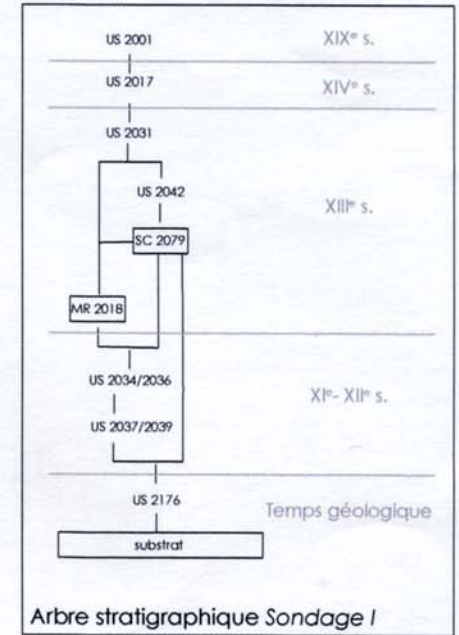 US 2001 XIXe s.
US 2017 XIVe s.
US 2031
US 2042 XIIIe s.
SC 2079
MR 2018
US 2034/2036
XIe- XIIe s.
US 2037/2039
US 2176
Temps géologique
substrat
Arbre stratigraphique Sondage I